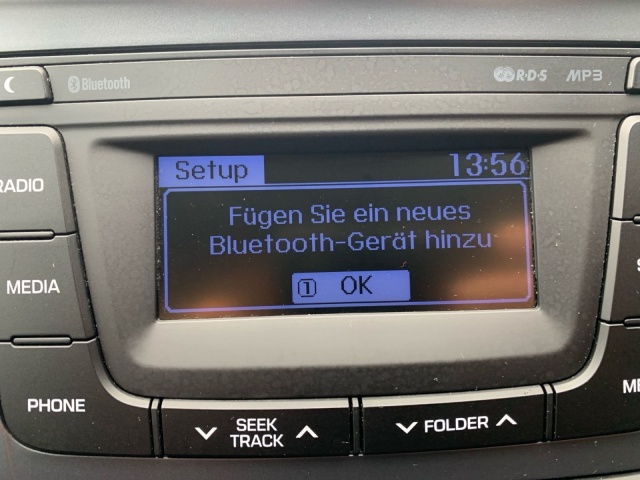 Bluetooth
R·D·S MP3
Setup 13:56
RADIO
Fügen Sie ein neues
Bluetooth-Gerät hinzu
MEDIA
1 OK
PHONE
SEEK
TRACK
FOLDER